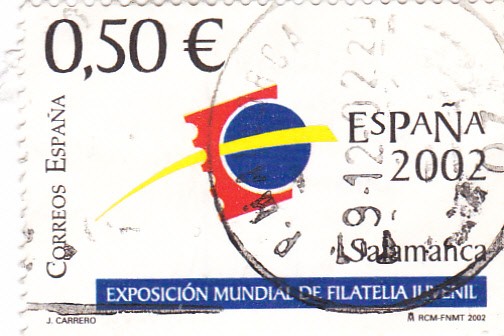 0,50 €
CORREOS ESPAÑA
ESPAÑA
2002
Salamanca
EXPOSICIÓN MUNDIAL DE FILATELIA JUVENIL
J. CARRERO
RCM-FNMT 2002